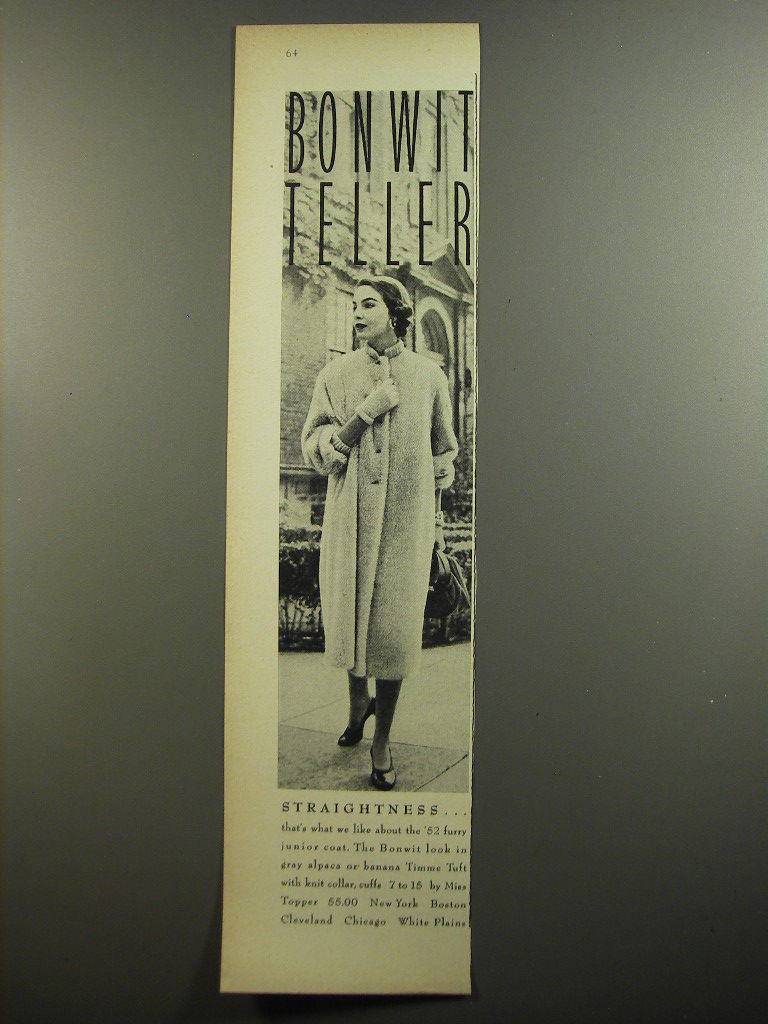 64
BONWIT
TELLER
STRAIGHTNESS...
that's what we like about the '52 furry
junior coat. The Bonwit look in
gray alpaca or banana Timme Tuft
with knit collar, cuffs 7 to 15 by Miss
Topper 55.00 New York Boston
Cleveland Chicago White Plains